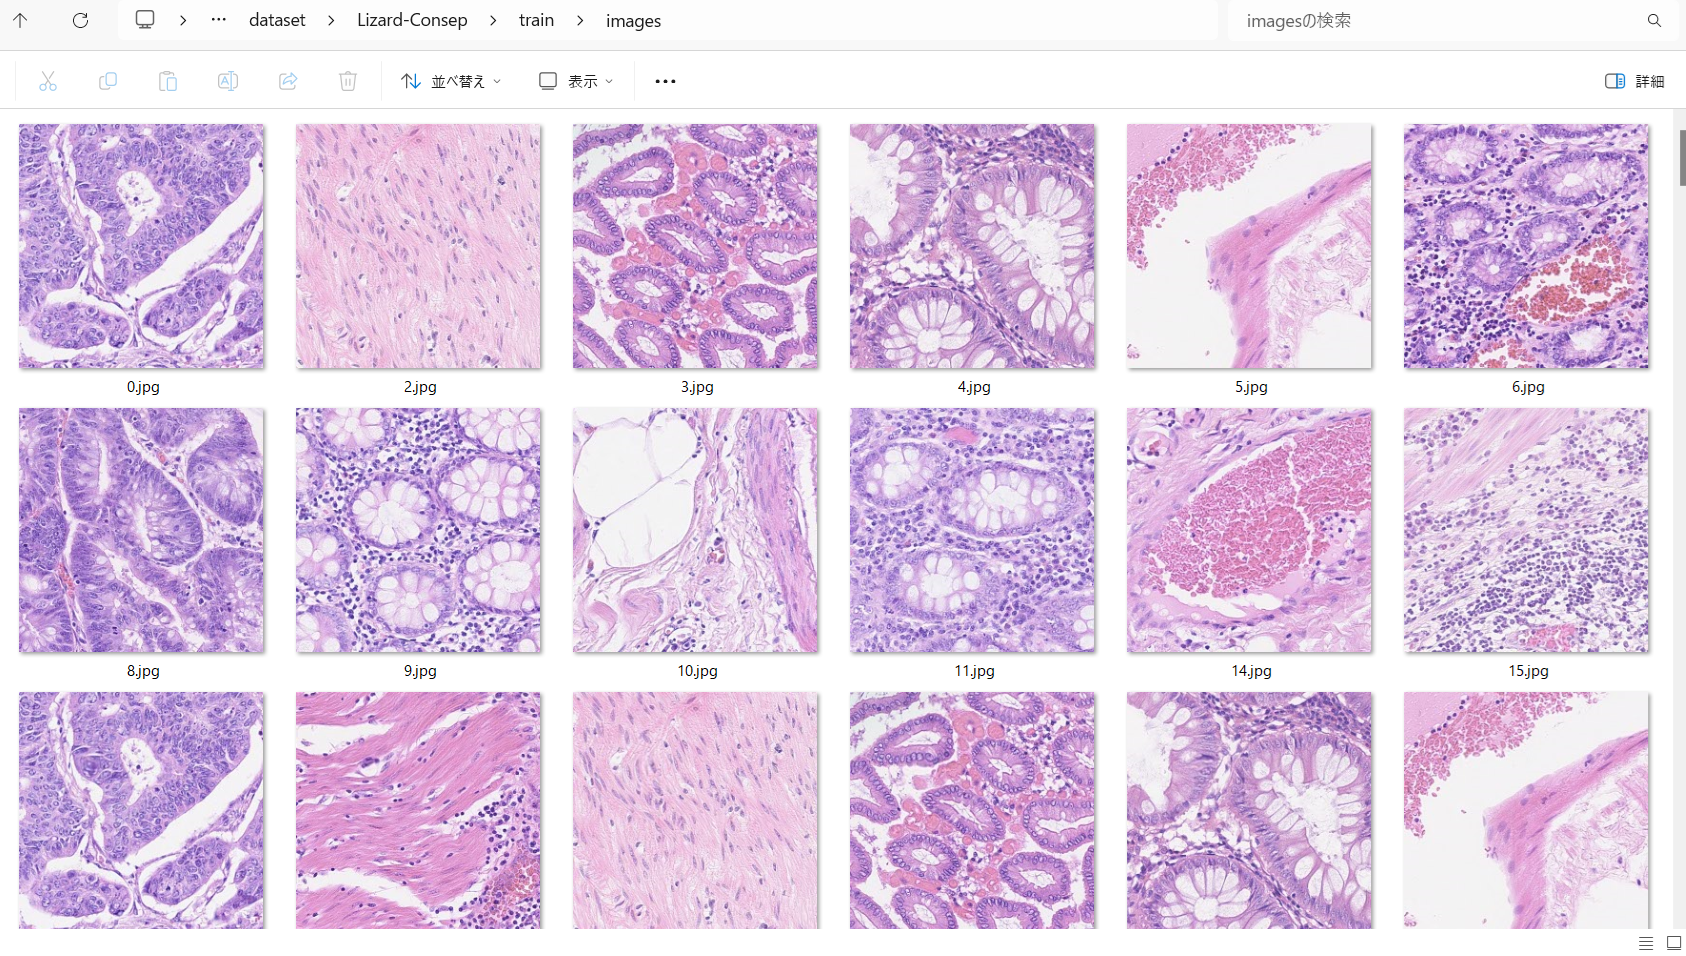 dataset > Lizard-Consep > train > images
imagesの検索
並べ替え
表示
詳細
0.jpg
2.jpg
3.jpg
4.jpg
5.jpg
6.jpg
8.jpg
9.jpg
10.jpg
11.jpg
14.jpg
15.jpg